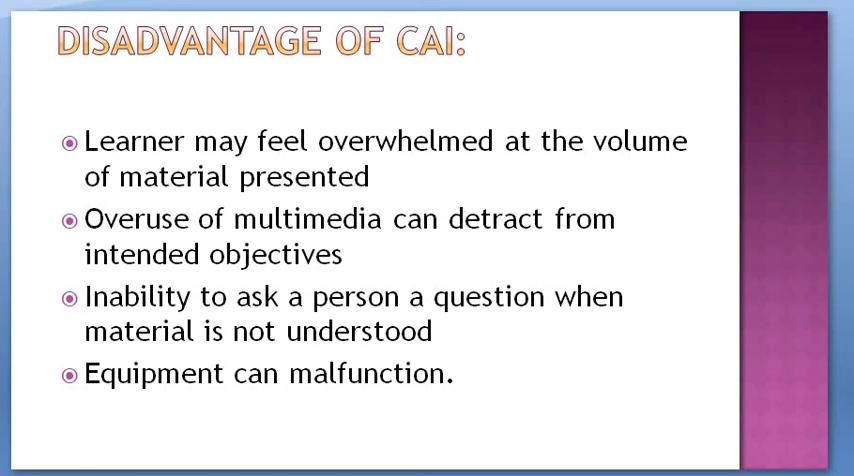 DISADVANTAGE OF CAI:
Learner may feel overwhelmed at the volume
of material presented
Overuse of multimedia can detract from
intended objectives
Inability to ask a person a question when
material is not understood
Equipment can malfunction.